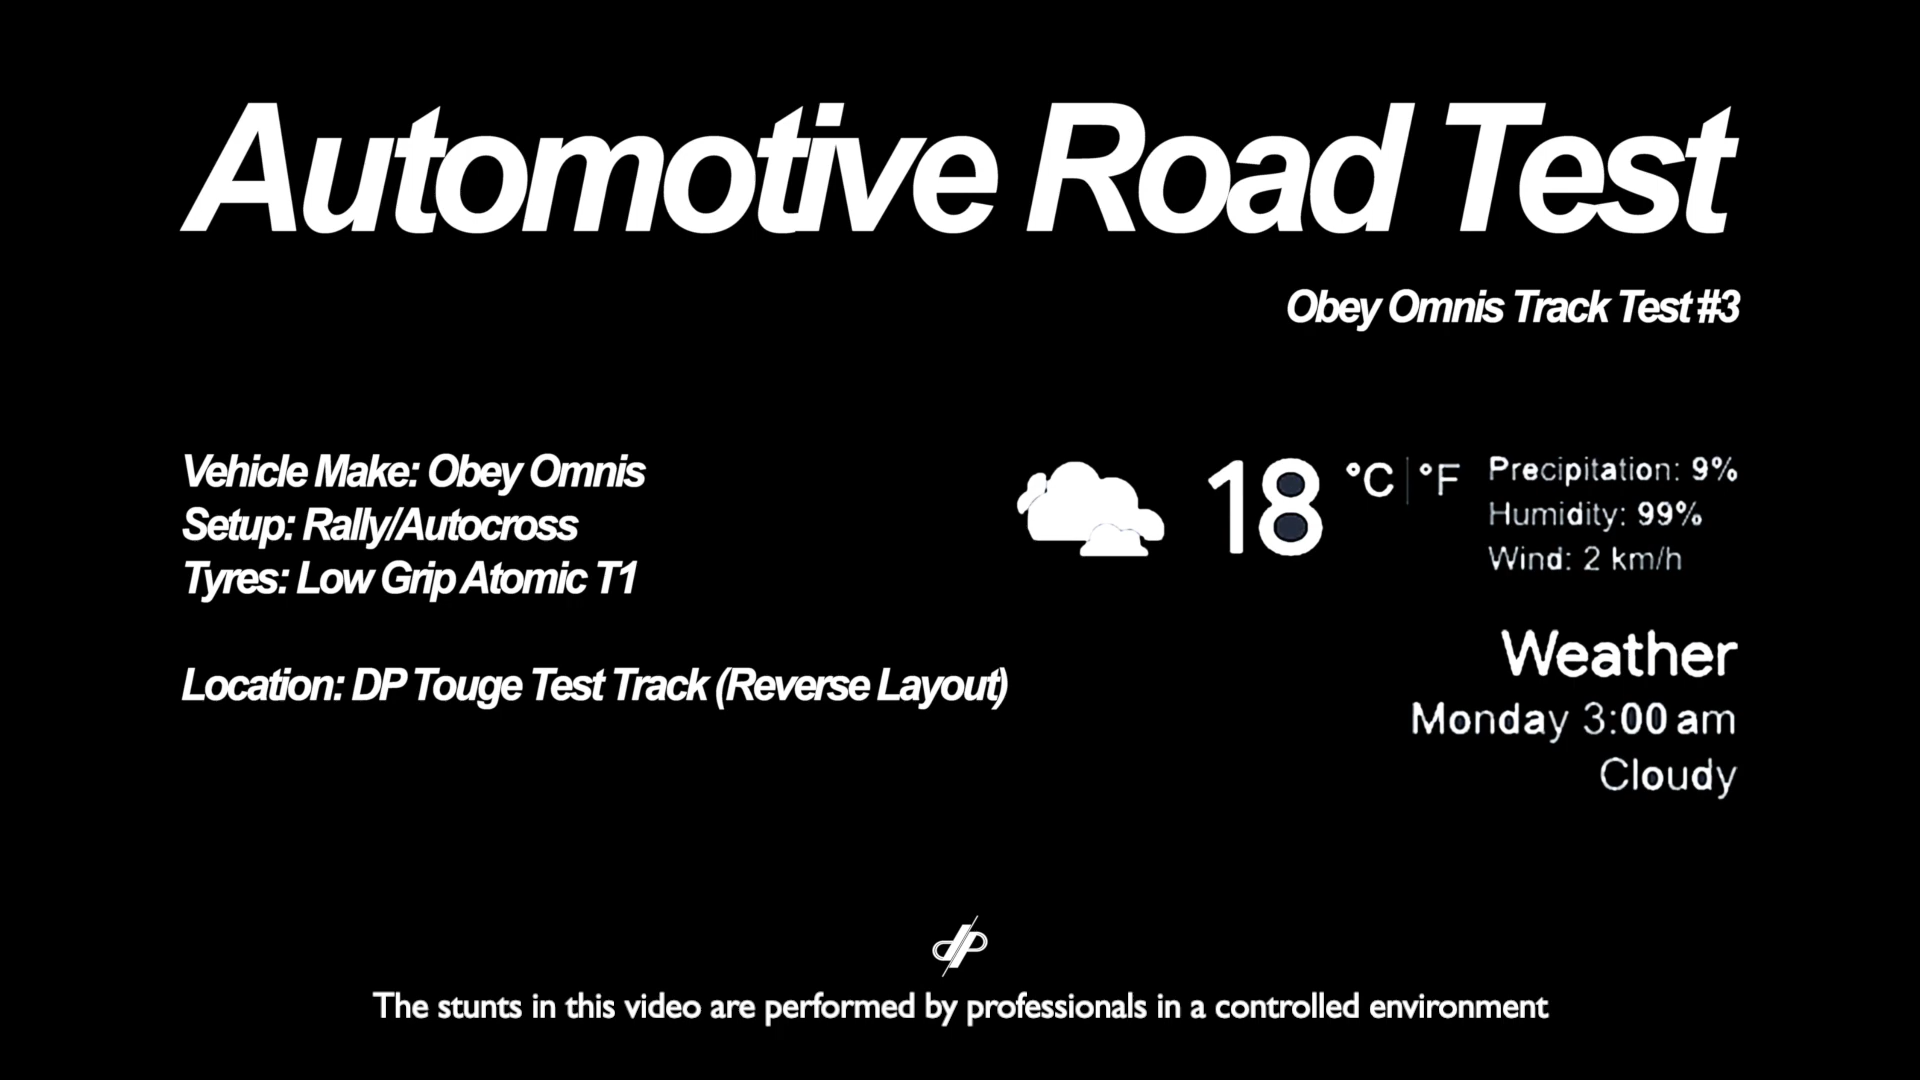 Automotive Road Test
Obey Omnis Track Test #3
Vehicle Make: Obey Omnis
Setup: Rally/Autocross
Tyres: Low Grip Atomic T1
Location: DP Touge Test Track (Reverse Layout)
18 °C | °F
Precipitation: 9%
Humidity: 99%
Wind: 2 km/h
Weather
Monday 3:00 am
Cloudy
dp
The stunts in this video are performed by professionals in a controlled environment